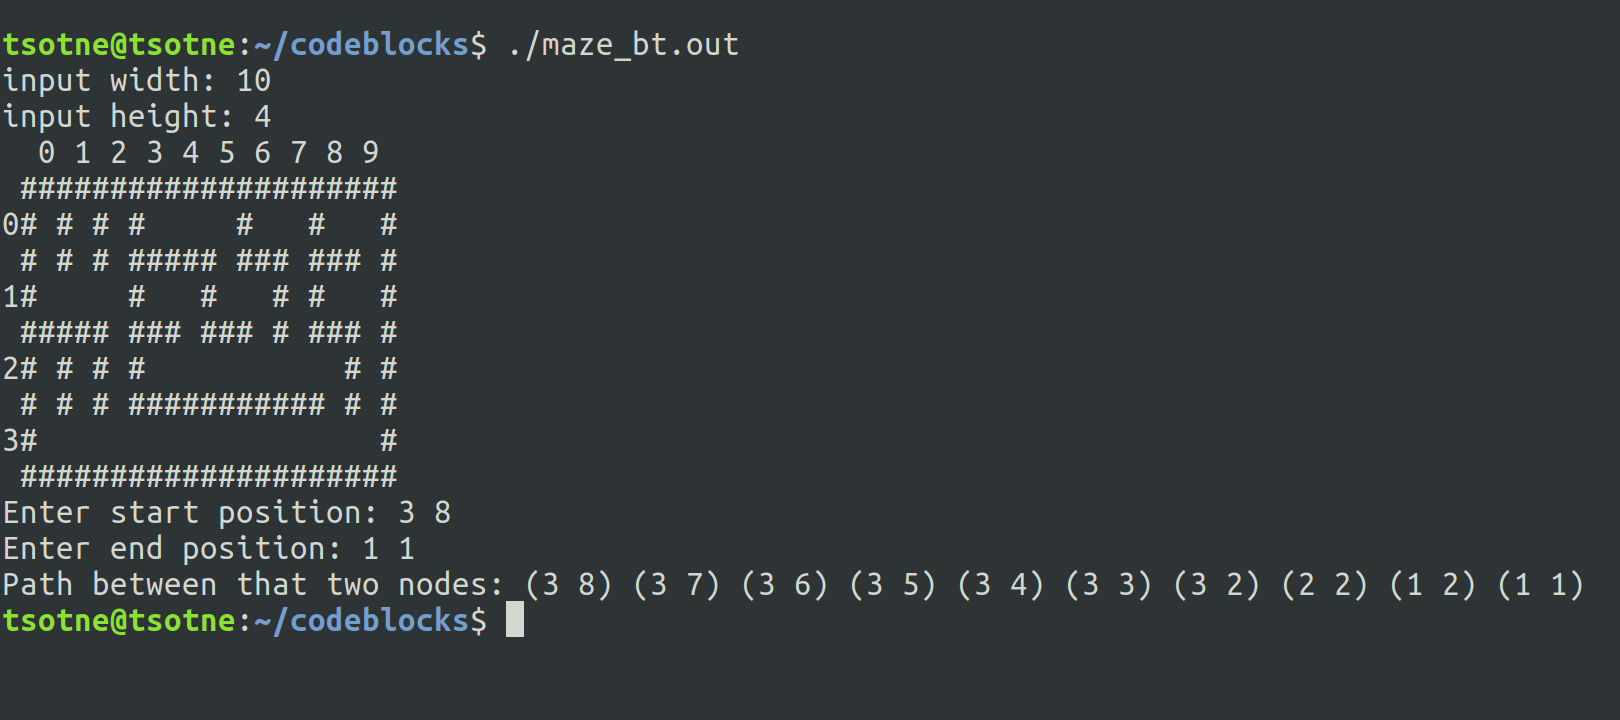 tsotne@tsotne:~/codeblocks$ ./maze_bt.out
input width: 10
input height: 4
  0 1 2 3 4 5 6 7 8 9
 #####################
0# # # #     #   #   #
 # # # ##### ### ### #
1#     #   #   # #   #
 ##### ### ### # ### #
2# # # #           # #
 # # # ########### # #
3#                   #
 #####################
Enter start position: 3 8
Enter end position: 1 1
Path between that two nodes: (3 8) (3 7) (3 6) (3 5) (3 4) (3 3) (3 2) (2 2) (1 2) (1 1)
tsotne@tsotne:~/codeblocks$